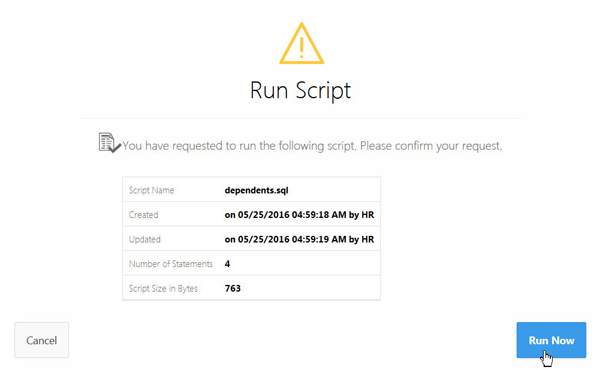 Run Script
You have requested to run the following script. Please confirm your request.
Script Name dependents.sql
Created on 05/25/2016 04:59:18 AM by HR
Updated on 05/25/2016 04:59:19 AM by HR
Number of Statements 4
Script Size in Bytes 763
Cancel Run Now